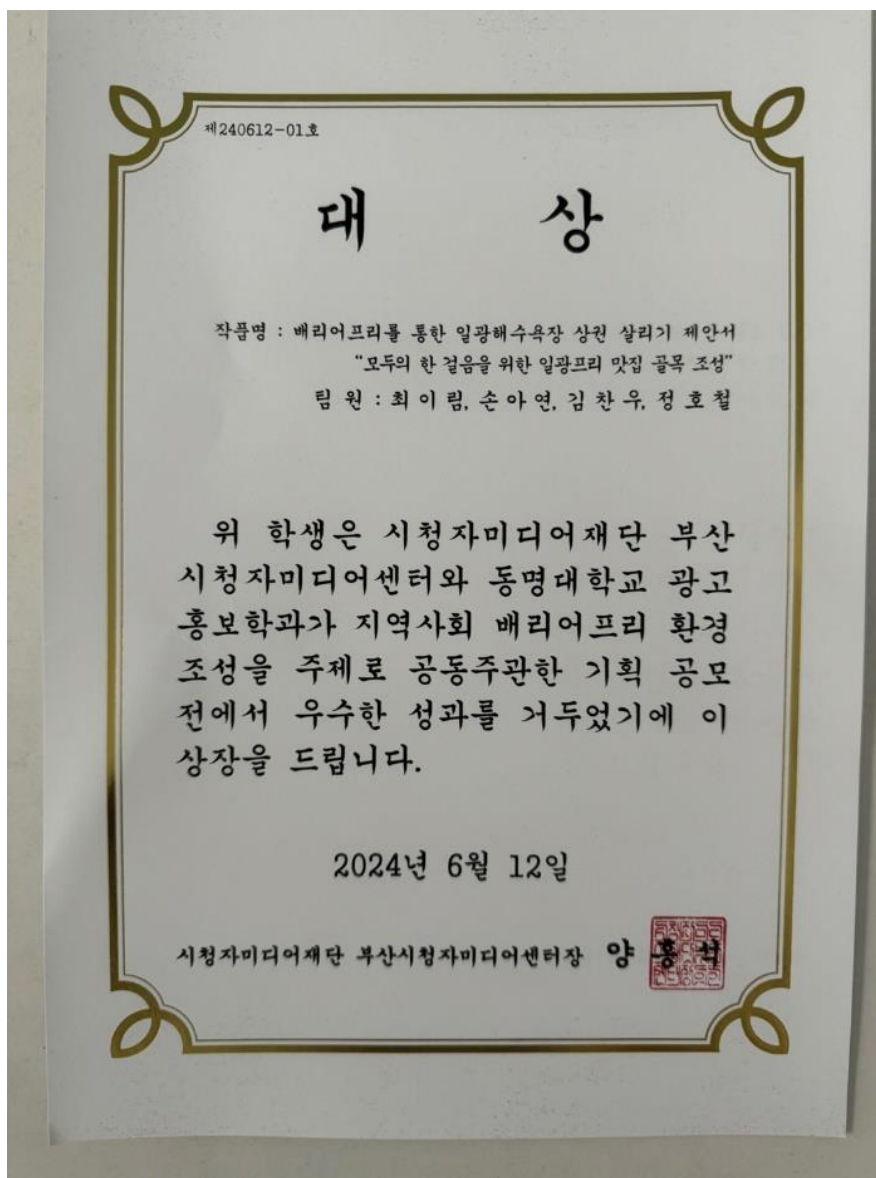 제240612-01호
대 상
작품명 : 배리어프리를 통한 일광해수욕장 상권 살리기 제안서
“모두의 한 걸음을 위한 일광프리 맛집 골목 조성”
팀 원 : 최 이 림, 손 아 연, 김 찬 우, 정 호 철
위 학생은 시청자미디어재단 부산
시청자미디어센터와 동명대학교 광고
홍보학과가 지역사회 배리어프리 환경
조성을 주제로 공동주관한 기획 공모
전에서 우수한 성과를 거두었기에 이
상장을 드립니다.
2024년 6월 12일
시청자미디어재단 부산시청자미디어센터장 양 홍 석